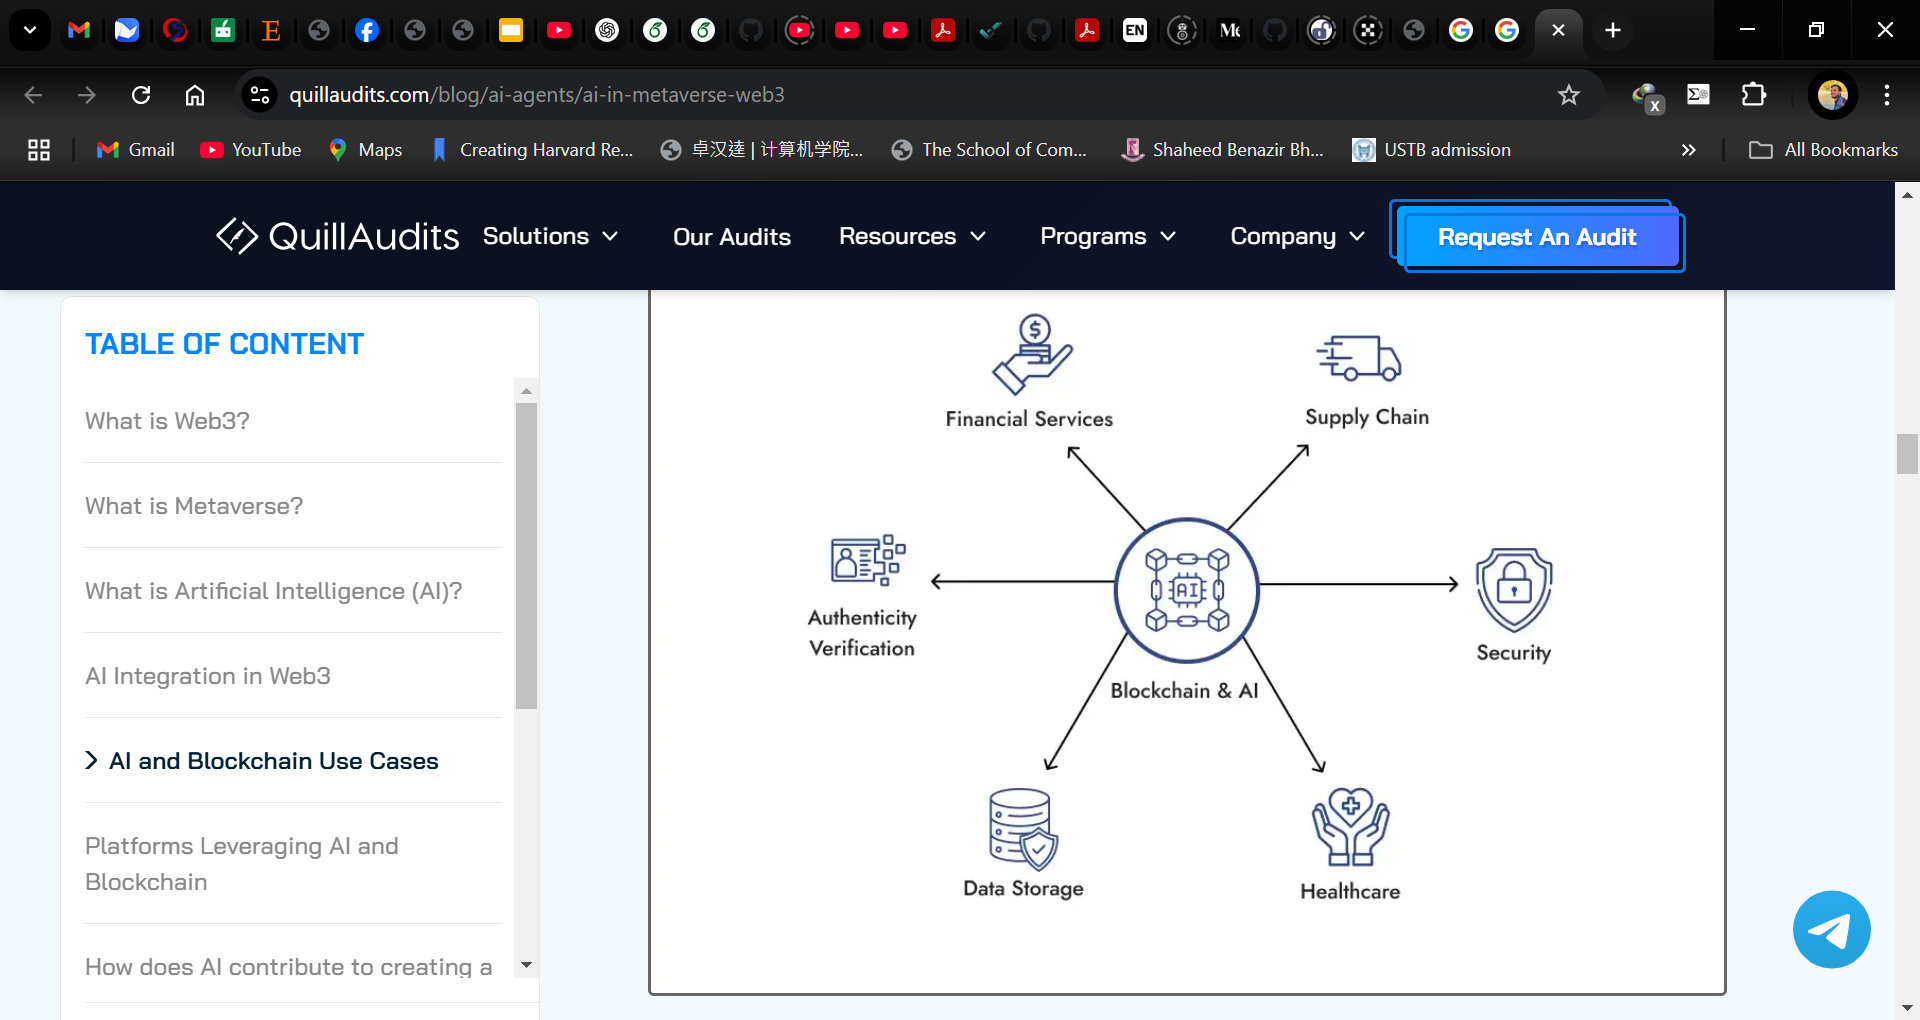 EN
Me
quillaudits.com/blog/ai-agents/ai-in-metaverse-web3
x
Gmail
YouTube
Maps
Creating Harvard Re...
卓汉逵 | 计算机学院...
The School of Com...
Shaheed Benazir Bh...
USTB admission
All Bookmarks
QuillAudits
Solutions
Our Audits
Resources
Programs
Company
Request An Audit
TABLE OF CONTENT
What is Web3?
What is Metaverse?
What is Artificial Intelligence (AI)?
AI Integration in Web3
AI and Blockchain Use Cases
Platforms Leveraging AI and
Blockchain
How does AI contribute to creating a
$
Financial Services
Supply Chain
Authenticity
Verification
AI
Blockchain & AI
Security
Data Storage
Healthcare